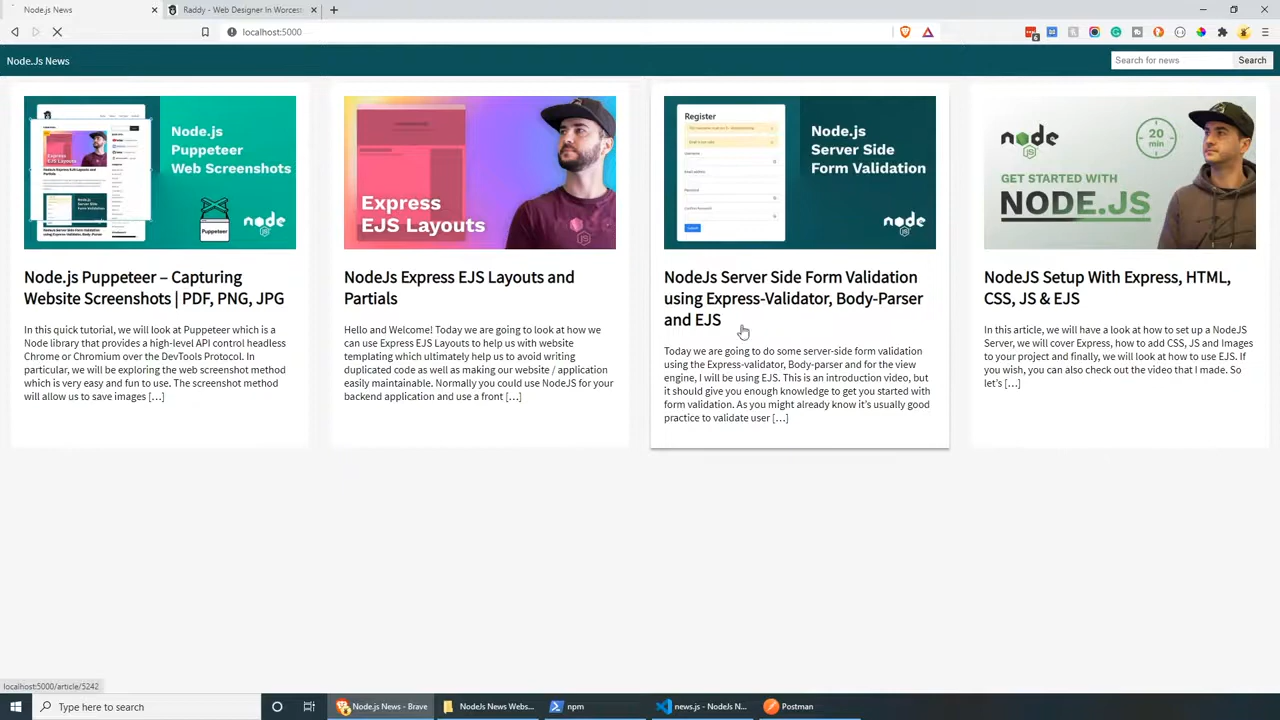 Node.js News
Raddy - Web Designer In Worcest
localhost:5000
6
Node.Js News
Search for news
Search
Node.js
Puppeteer
Web Screenshots
Express
EJS Layouts
Puppeteer
node
JS
Express
EJS Layouts
Register
Submit
Node.js
Server Side
Form Validation
node
JS
node
JS
20
min
GET STARTED WITH
NODE.JS
Node.js Puppeteer – Capturing
Website Screenshots | PDF, PNG, JPG
In this quick tutorial, we will look at Puppeteer which is a
Node library that provides a high-level API control headless
Chrome or Chromium over the DevTools Protocol. In
particular, we will be exploring the web screenshot method
which is very easy and fun to use. The screenshot method
will allow us to save images […]
NodeJs Express EJS Layouts and
Partials
Hello and Welcome! Today we are going to look at how we
can use Express EJS Layouts to help us with website
templating which ultimately help us to avoid writing
duplicated code as well as making our website / application
easily maintainable. Normally you could use NodeJS for your
backend application and use a front […]
NodeJs Server Side Form Validation
using Express-Validator, Body-Parser
and EJS
Today we are going to do some server-side form validation
using the Express-validator, Body-parser and for the view
engine, I will be using EJS. This is an introduction video, but
it should give you enough knowledge to get you started with
form validation. As you might already know it’s usually good
practice to validate user […]
NodeJS Setup With Express, HTML,
CSS, JS & EJS
In this article, we will have a look at how to set up a NodeJS
Server, we will cover Express, how to add CSS, JS and Images
to your project and finally, we will look at how to use EJS. If
you wish, you can also check out the video that I made. So
let’s […]
localhost:5000/article/5242
Type here to search
Node.js News - Brave
NodeJs News Webs...
npm
news.js - NodeJs N...
Postman